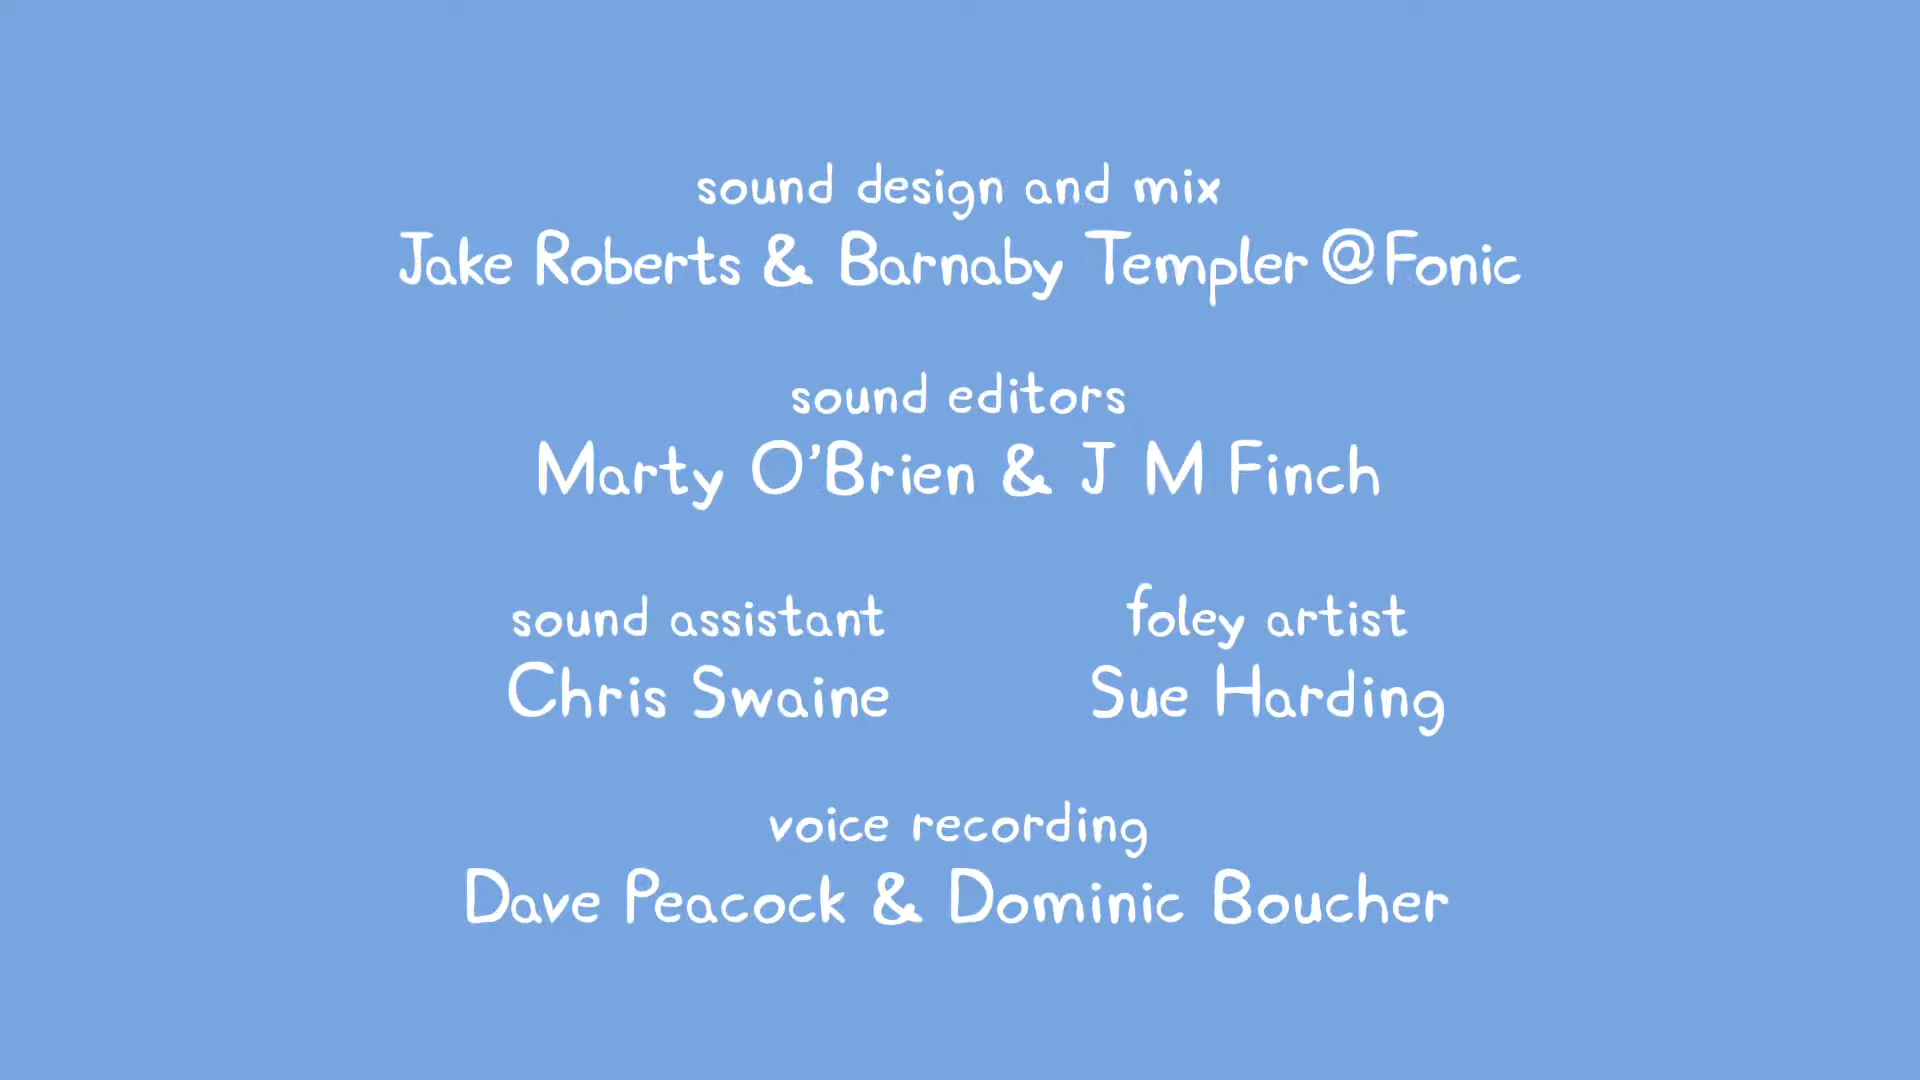 sound design and mix
Jake Roberts & Barnaby Templer @Fonic
sound editors
Marty O'Brien & J M Finch
sound assistant
Chris Swaine
foley artist
Sue Harding
voice recording
Dave Peacock & Dominic Boucher